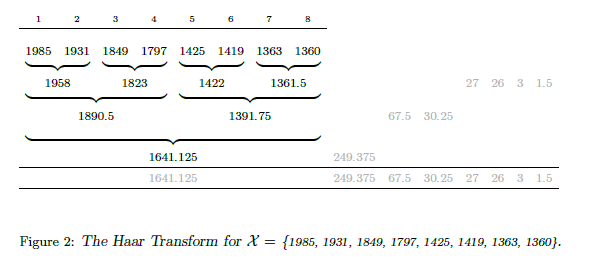 1 2 3 4 5 6 7 8
1985 1931 1849 1797 1425 1419 1363 1360
1958 1823 1422 1361.5 27 26 3 1.5
1890.5 1391.75 67.5 30.25
1641.125 249.375
1641.125 249.375 67.5 30.25 27 26 3 1.5
Figure 2: The Haar Transform for X = {1985, 1931, 1849, 1797, 1425, 1419, 1363, 1360}.